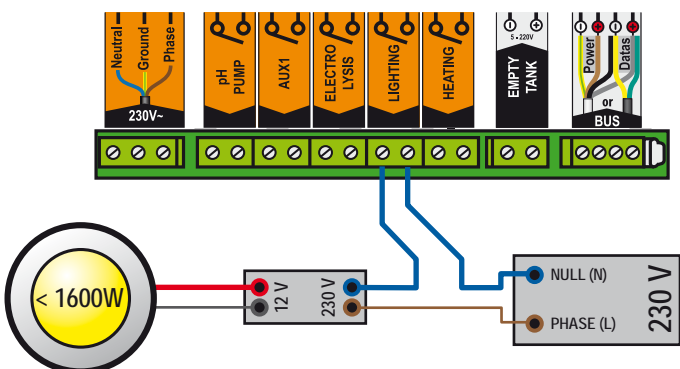 Neutral
Ground
Phase
230V~
pH
PUMP
AUX1
ELECTRO
LYSIS
LIGHTING
HEATING
5 - 220V
EMPTY
TANK
Power
Datas
or
BUS
< 1600W
12 V
230 V
NULL (N)
PHASE (L)
230 V